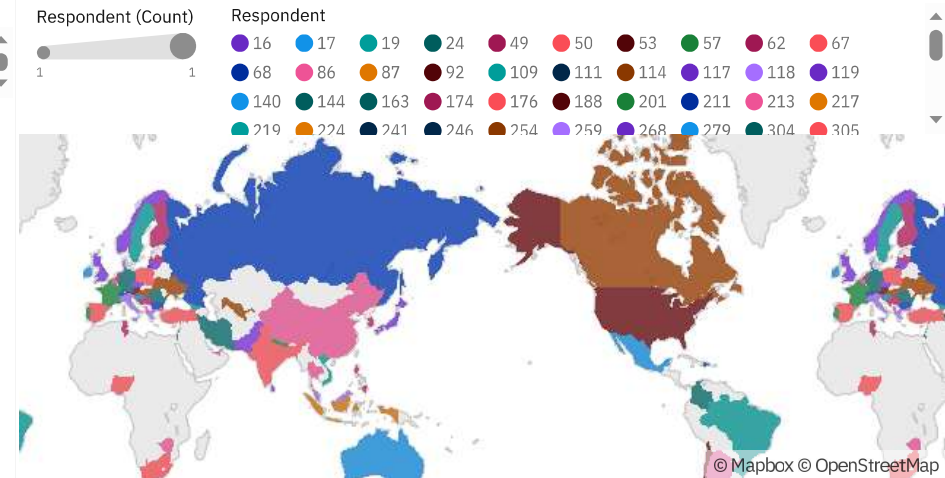 Respondent (Count)
1 1
Respondent
16 17 19 24 49 50 53 57 62 67
68 86 87 92 109 111 114 117 118 119
140 144 163 174 176 188 201 211 213 217
219 224 241 246 254 259 268 279 304 305
© Mapbox © OpenStreetMap